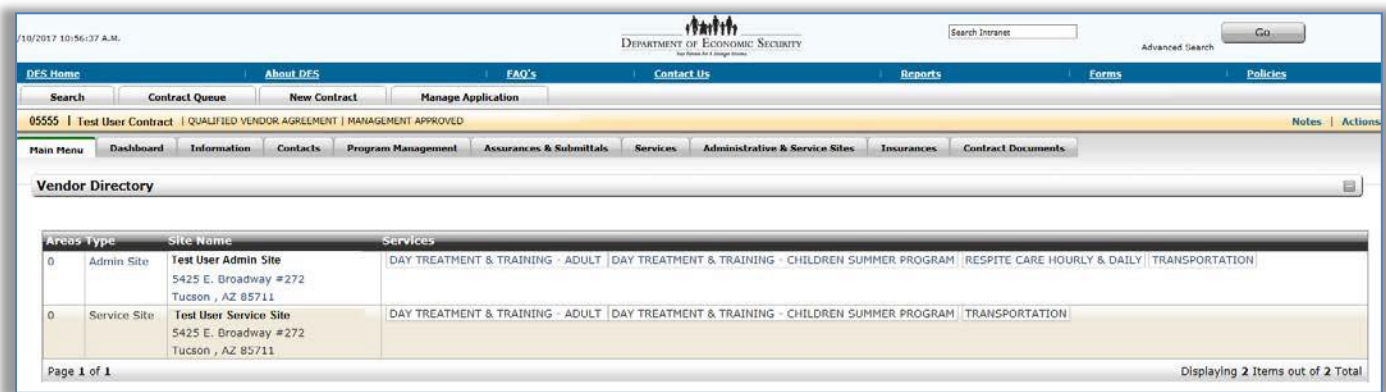 /10/2017 10:56:37 A.M.
DEPARTMENT OF ECONOMIC SECURITY
Search Intranet
Advanced Search
Go
DES Home About DES FAQ's Contact Us Reports Forms Policies
Search Contract Queue New Contract Manage Application
05555 | Test User Contract | QUALIFIED VENDOR AGREEMENT | MANAGEMENT APPROVED Notes | Actions
Main Menu Dashboard Information Contacts Program Management Assurances & Submittals Services Administrative & Service Sites Insurances Contract Documents
Vendor Directory
Areas Type Site Name Services
0 Admin Site Test User Admin Site DAY TREATMENT & TRAINING - ADULT DAY TREATMENT & TRAINING - CHILDREN SUMMER PROGRAM RESPITE CARE HOURLY & DAILY TRANSPORTATION
5425 E. Broadway #272
Tucson , AZ 85711
0 Service Site Test User Service Site DAY TREATMENT & TRAINING - ADULT DAY TREATMENT & TRAINING - CHILDREN SUMMER PROGRAM TRANSPORTATION
5425 E. Broadway #272
Tucson , AZ 85711
Page 1 of 1 Displaying 2 Items out of 2 Total